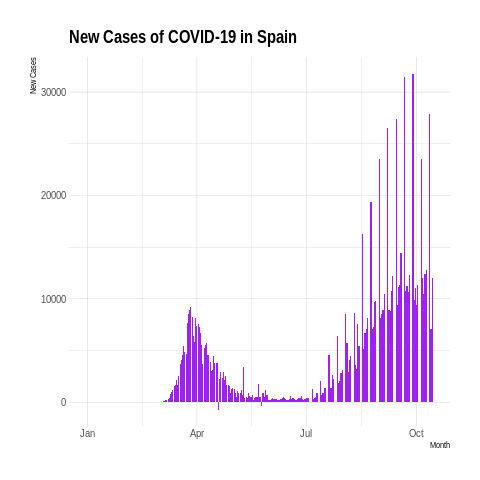 New Cases of COVID-19 in Spain
New Cases
30000
20000
10000
0
Jan Apr Jul Oct
Month